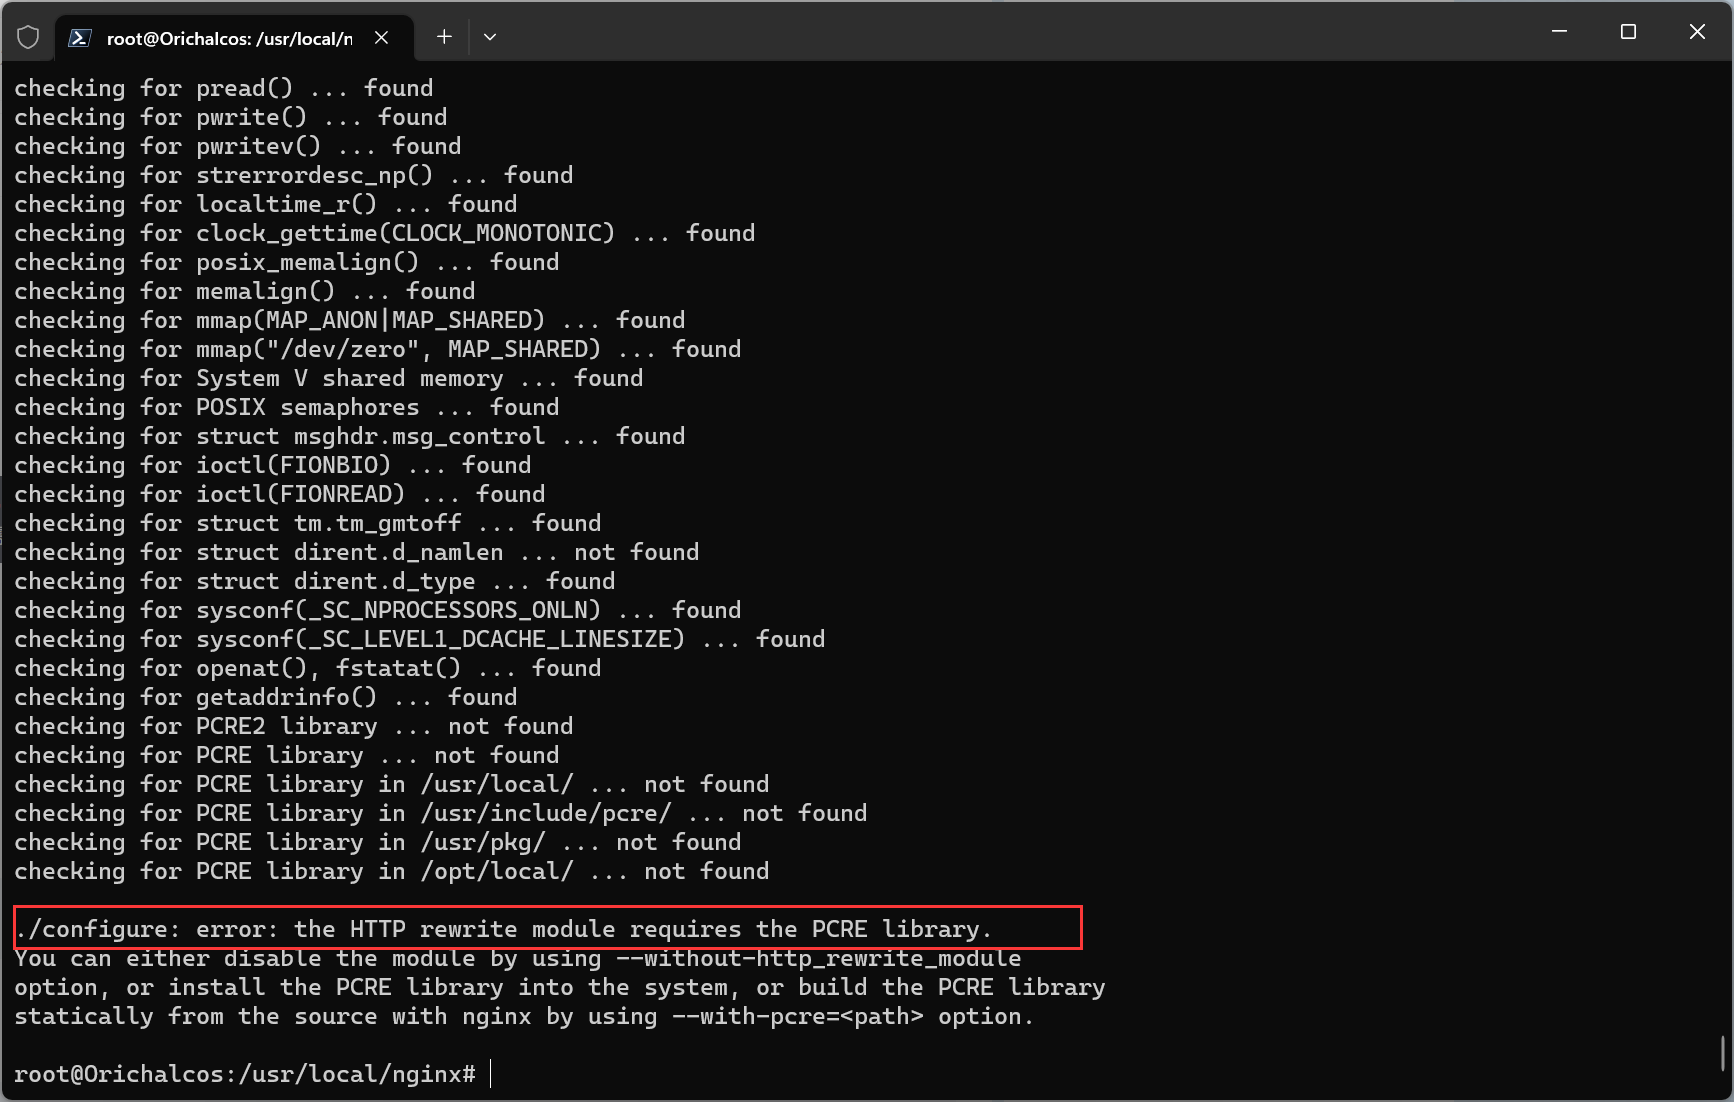 root@Orichalcos: /usr/local/n
checking for pread() ... found
checking for pwrite() ... found
checking for pwritev() ... found
checking for strerrordesc_np() ... found
checking for localtime_r() ... found
checking for clock_gettime(CLOCK_MONOTONIC) ... found
checking for posix_memalign() ... found
checking for memalign() ... found
checking for mmap(MAP_ANON|MAP_SHARED) ... found
checking for mmap("/dev/zero", MAP_SHARED) ... found
checking for System V shared memory ... found
checking for POSIX semaphores ... found
checking for struct msghdr.msg_control ... found
checking for ioctl(FIONBIO) ... found
checking for ioctl(FIONREAD) ... found
checking for struct tm.tm_gmtoff ... found
checking for struct dirent.d_namlen ... not found
checking for struct dirent.d_type ... found
checking for sysconf(_SC_NPROCESSORS_ONLN) ... found
checking for sysconf(_SC_LEVEL1_DCACHE_LINESIZE) ... found
checking for openat(), fstatat() ... found
checking for getaddrinfo() ... found
checking for PCRE2 library ... not found
checking for PCRE library ... not found
checking for PCRE library in /usr/local/ ... not found
checking for PCRE library in /usr/include/pcre/ ... not found
checking for PCRE library in /usr/pkg/ ... not found
checking for PCRE library in /opt/local/ ... not found
./configure: error: the HTTP rewrite module requires the PCRE library.
You can either disable the module by using --without-http_rewrite_module
option, or install the PCRE library into the system, or build the PCRE library
statically from the source with nginx by using --with-pcre=<path> option.
root@Orichalcos:/usr/local/nginx#